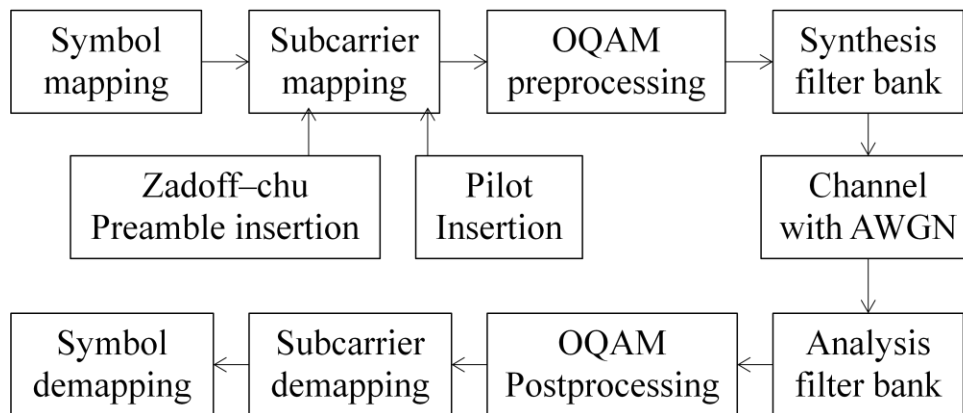 Symbol
mapping
Subcarrier
mapping
OQAM
preprocessing
Synthesis
filter bank
Zadoff–chu
Preamble insertion
Pilot
Insertion
Channel
with AWGN
Symbol
demapping
Subcarrier
demapping
OQAM
Postprocessing
Analysis
filter bank